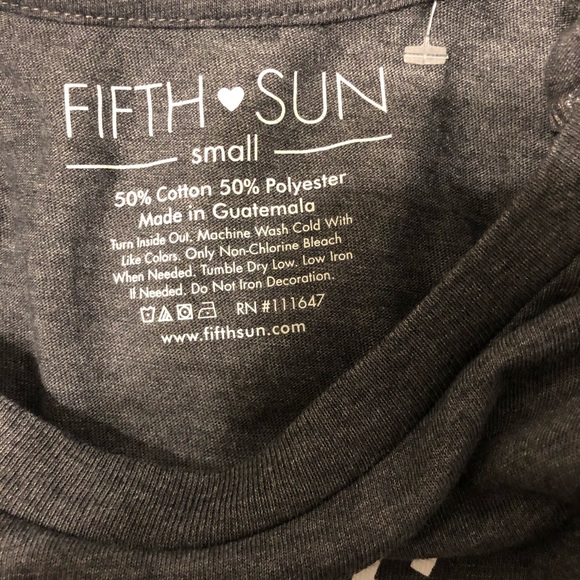 FIFTH ♥ SUN
small
50% Cotton 50% Polyester
Made in Guatemala
Turn Inside Out. Machine Wash Cold With
Like Colors. Only Non-Chlorine Bleach
When Needed. Tumble Dry Low. Low Iron
If Needed. Do Not Iron Decoration.
RN #111647
www.fifthsun.com